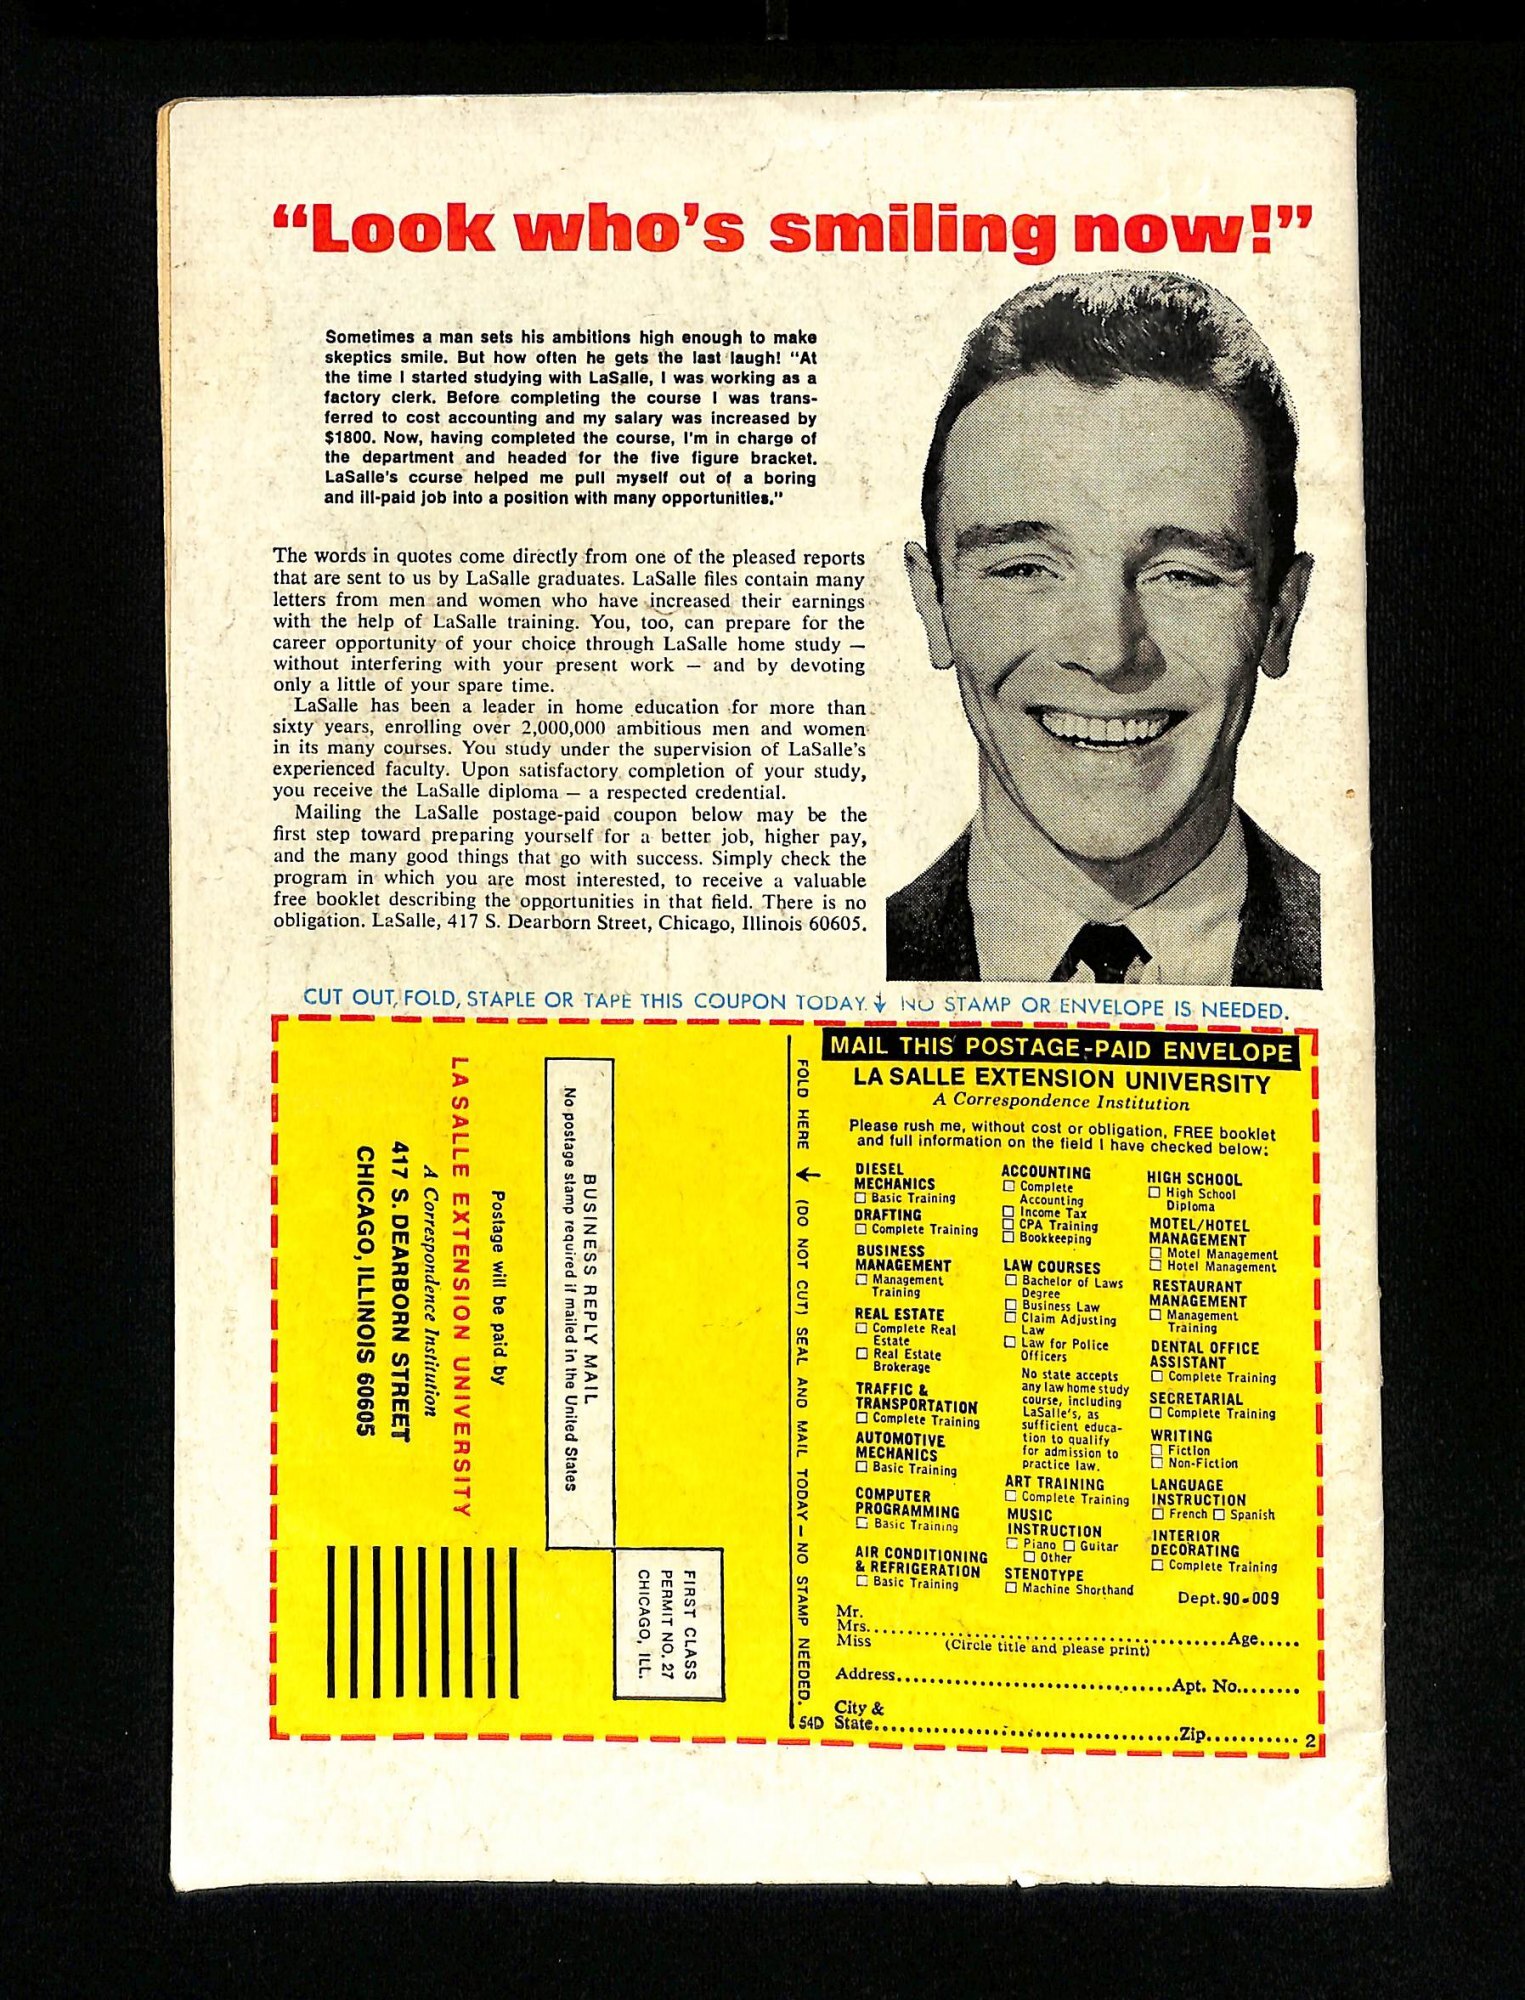 “Look who’s smiling now!”
Sometimes a man sets his ambitions high enough to make
skeptics smile. But how often he gets the last laugh! “At
the time I started studying with LaSalle, I was working as a
factory clerk. Before completing the course I was trans-
ferred to cost accounting and my salary was increased by
$1800. Now, having completed the course, I’m in charge of
the department and headed for the five figure bracket.
LaSalle’s course helped me pull myself out of a boring
and ill-paid job into a position with many opportunities.”
The words in quotes come directly from one of the pleased reports
that are sent to us by LaSalle graduates. LaSalle files contain many
letters from men and women who have increased their earnings
with the help of LaSalle training. You, too, can prepare for the
career opportunity of your choice through LaSalle home study —
without interfering with your present work — and by devoting
only a little of your spare time.
LaSalle has been a leader in home education for more than
sixty years, enrolling over 2,000,000 ambitious men and women
in its many courses. You study under the supervision of LaSalle’s
experienced faculty. Upon satisfactory completion of your study,
you receive the LaSalle diploma — a respected credential.
Mailing the LaSalle postage-paid coupon below may be the
first step toward preparing yourself for a better job, higher pay,
and the many good things that go with success. Simply check the
program in which you are most interested, to receive a valuable
free booklet describing the opportunities in that field. There is no
obligation. LaSalle, 417 S. Dearborn Street, Chicago, Illinois 60605.
CUT OUT, FOLD, STAPLE OR TAPE THIS COUPON TODAY. ↓ NO STAMP OR ENVELOPE IS NEEDED.
FIRST CLASS
PERMIT NO. 27
CHICAGO, ILL.
BUSINESS REPLY MAIL
No postage stamp required if mailed in the United States
Postage will be paid by
LA SALLE EXTENSION UNIVERSITY
A Correspondence Institution
417 S. DEARBORN STREET
CHICAGO, ILLINOIS 60605
FOLD HERE ← (DO NOT CUT) SEAL AND MAIL TODAY — NO STAMP NEEDED.
54D
MAIL THIS POSTAGE-PAID ENVELOPE
LA SALLE EXTENSION UNIVERSITY
A Correspondence Institution
Please rush me, without cost or obligation, FREE booklet
and full information on the field I have checked below:
DIESEL
MECHANICS
☐ Basic Training
DRAFTING
☐ Complete Training
BUSINESS
MANAGEMENT
☐ Management
Training
REAL ESTATE
☐ Complete Real
Estate
☐ Real Estate
Brokerage
TRAFFIC &
TRANSPORTATION
☐ Complete Training
AUTOMOTIVE
MECHANICS
☐ Basic Training
COMPUTER
PROGRAMMING
☐ Basic Training
AIR CONDITIONING
& REFRIGERATION
☐ Basic Training
ACCOUNTING
☐ Complete
Accounting
☐ Income Tax
☐ CPA Training
☐ Bookkeeping
LAW COURSES
☐ Bachelor of Laws
Degree
☐ Business Law
☐ Claim Adjusting
Law
☐ Law for Police
Officers
No state accepts
any law home study
course, including
LaSalle’s, as
sufficient educa-
tion to qualify
for admission to
practice law.
ART TRAINING
☐ Complete Training
MUSIC
INSTRUCTION
☐ Piano ☐ Guitar
☐ Other
STENOTYPE
☐ Machine Shorthand
HIGH SCHOOL
☐ High School
Diploma
MOTEL/HOTEL
MANAGEMENT
☐ Motel Management
☐ Hotel Management
RESTAURANT
MANAGEMENT
☐ Management
Training
DENTAL OFFICE
ASSISTANT
☐ Complete Training
SECRETARIAL
☐ Complete Training
WRITING
☐ Fiction
☐ Non-Fiction
LANGUAGE
INSTRUCTION
☐ French ☐ Spanish
INTERIOR
DECORATING
☐ Complete Training
Dept. 90-009
Mr.
Mrs. ........ Age.....
Miss (Circle title and please print)
Address........ Apt. No........
City &
State........ Zip........ 2